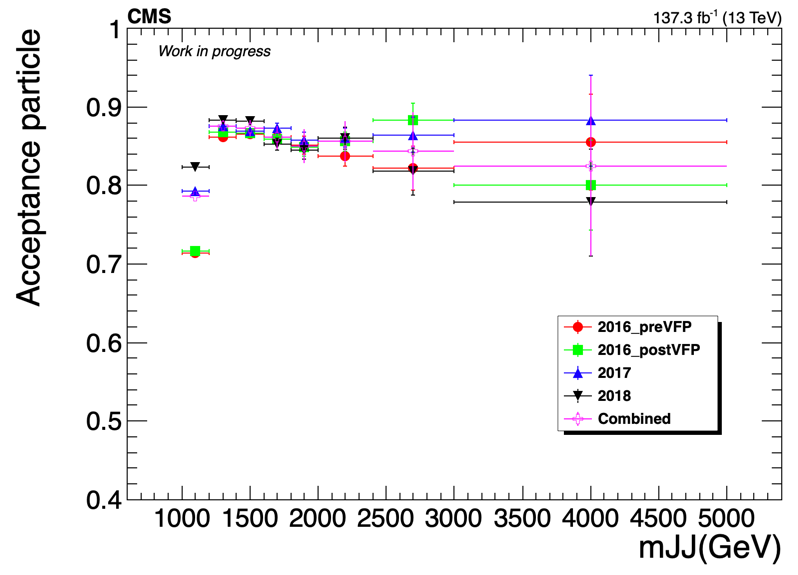 CMS
137.3 fb-1 (13 TeV)
Work in progress
Acceptance particle
1
0.9
0.8
0.7
0.6
0.5
0.4
2016_preVFP
2016_postVFP
2017
2018
Combined
1000 1500 2000 2500 3000 3500 4000 4500 5000
mJJ(GeV)